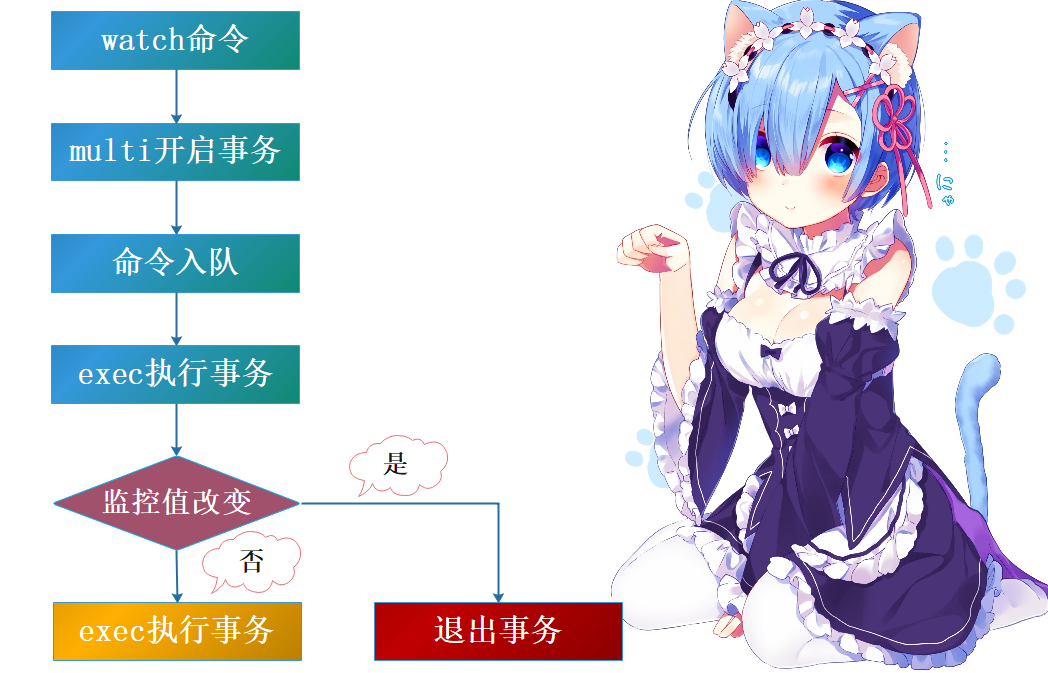 watch命令
multi开启事务
命令入队
exec执行事务
监控值改变
是
否
exec执行事务
退出事务
…にゃ